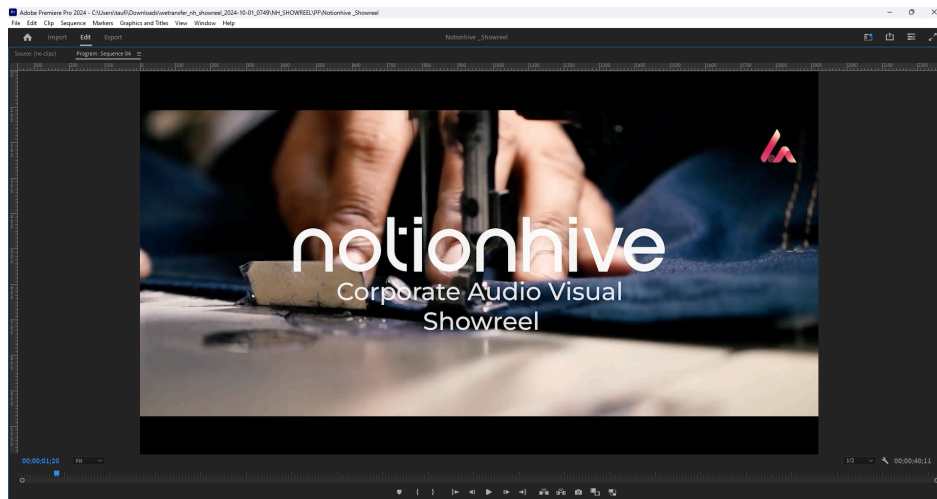 Adobe Premiere Pro 2024 - C:\Users\taufi\Downloads\wetransfer_nh_showreel_2024-10-01_0749\NH_SHOWREEL\PF\Notionhive _Showreel
File Edit Clip Sequence Markers Graphics and Titles View Window Help
Import Edit Export Notionhive _Showreel
Source: (no clips) Program: Sequence 04
notionhive
Corporate Audio Visual
Showreel
00;00;01;20 Fit 1/2 00;00;40;11